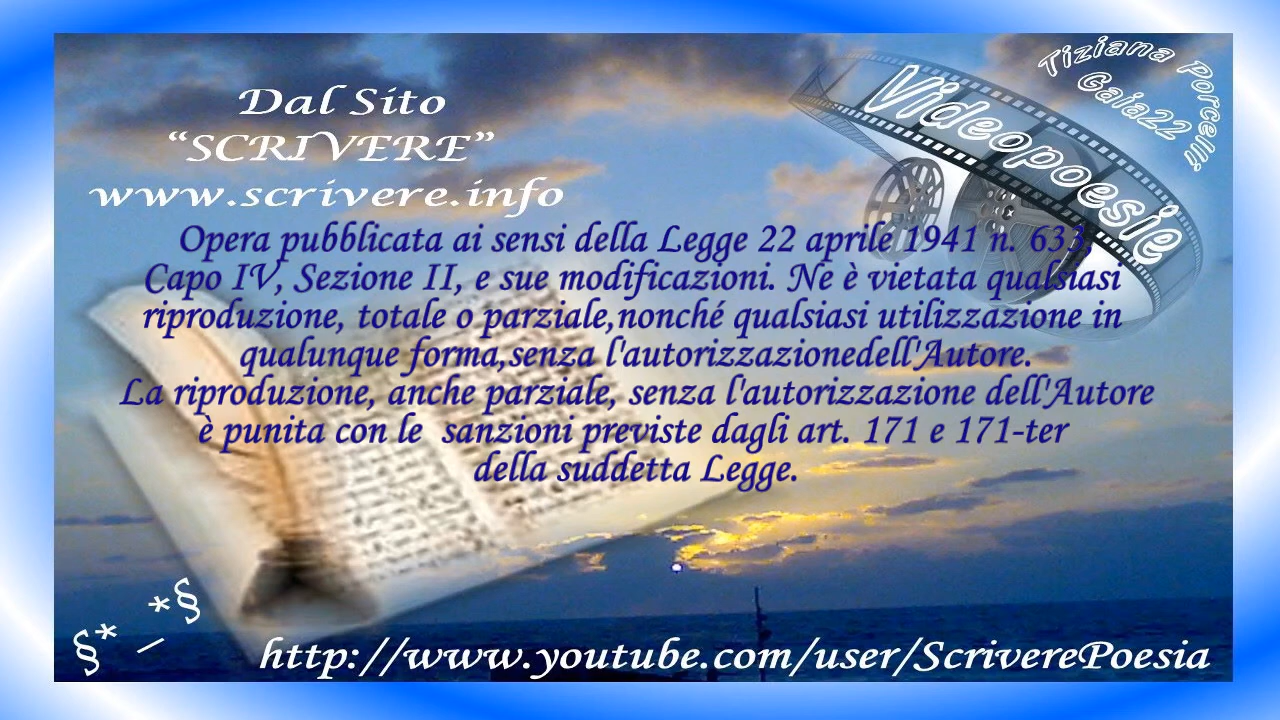 Tiziana Porcelli
Gaia22
Videopoesie
Dal Sito
“SCRIVERE”
www.scrivere.info
Opera pubblicata ai sensi della Legge 22 aprile 1941 n. 633,
Capo IV, Sezione II, e sue modificazioni. Ne è vietata qualsiasi
riproduzione, totale o parziale,nonché qualsiasi utilizzazione in
qualunque forma,senza l'autorizzazionedell'Autore.
La riproduzione, anche parziale, senza l'autorizzazione dell'Autore
è punita con le sanzioni previste dagli art. 171 e 171-ter
della suddetta Legge.
§*_*§
http://www.youtube.com/user/ScriverePoesia